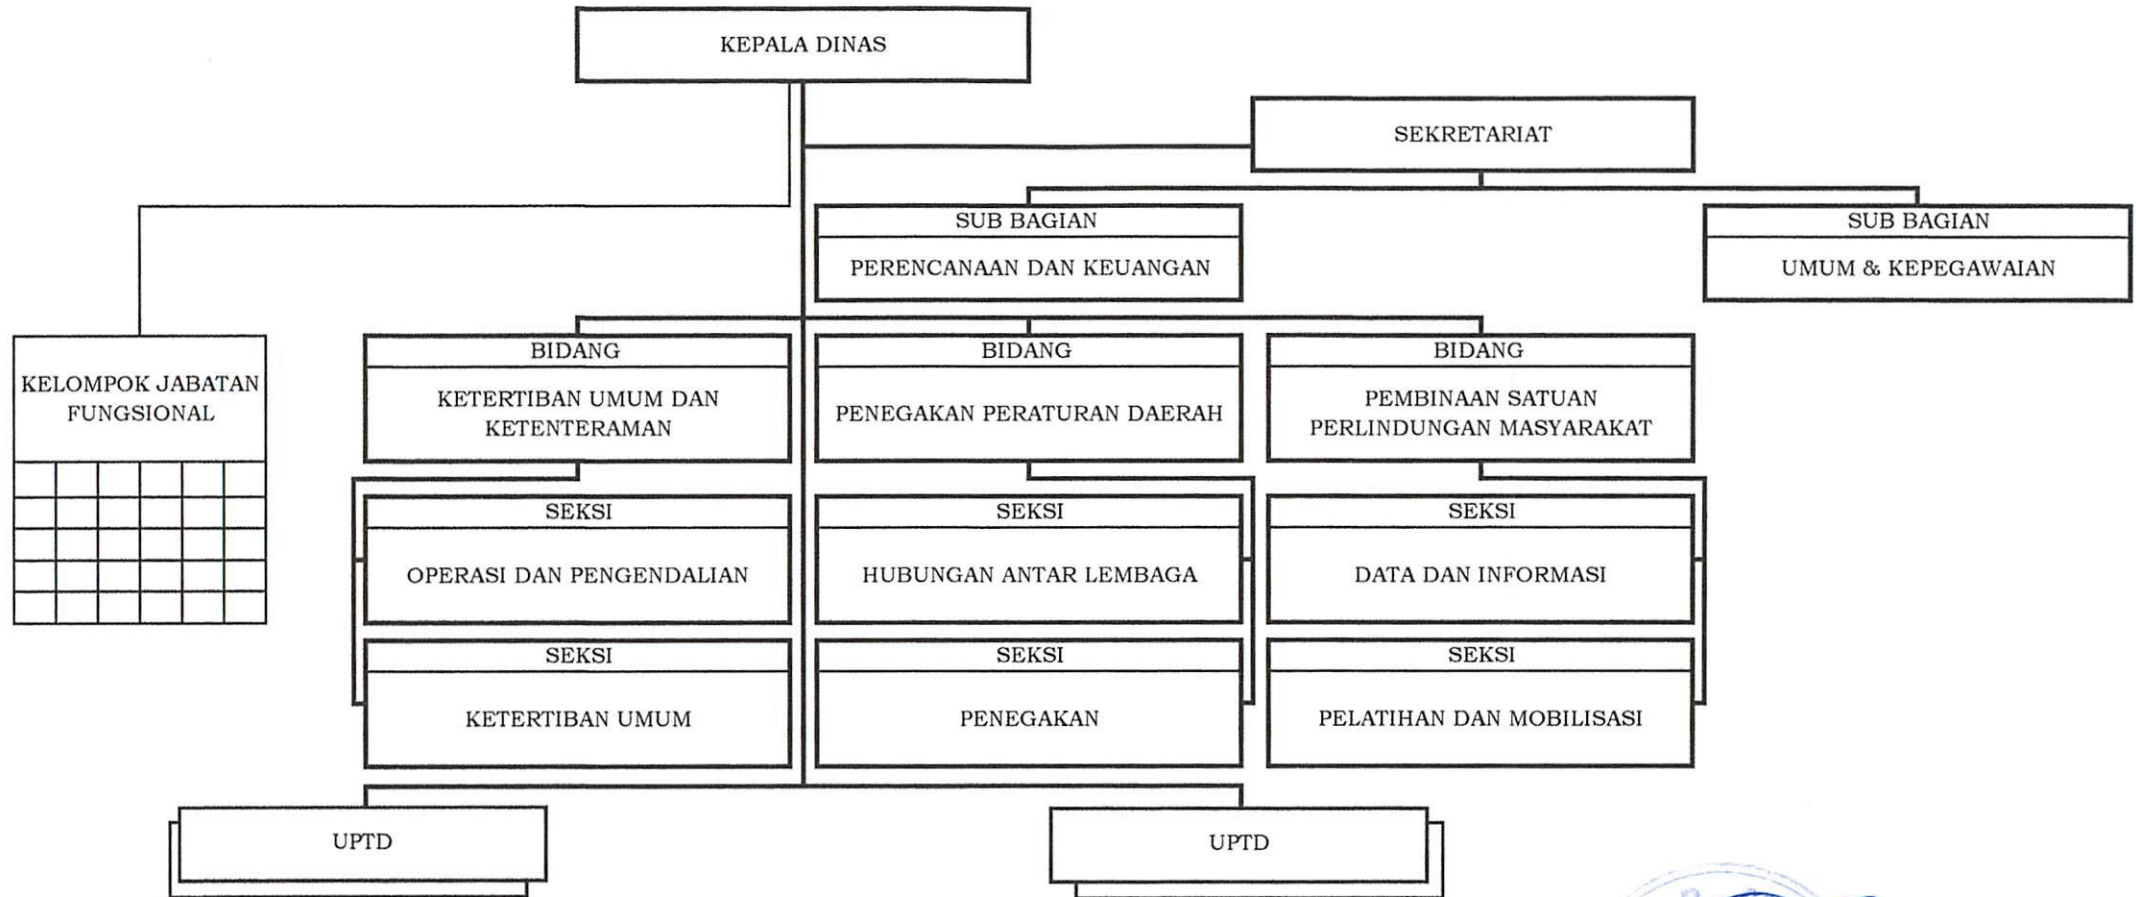 KEPALA DINAS
SEKRETARIAT
SUB BAGIAN
PERENCANAAN DAN KEUANGAN
SUB BAGIAN
UMUM & KEPEGAWAIAN
KELOMPOK JABATAN
FUNGSIONAL
BIDANG
KETERTIBAN UMUM DAN
KETENTERAMAN
BIDANG
PENEGAKAN PERATURAN DAERAH
BIDANG
PEMBINAAN SATUAN
PERLINDUNGAN MASYARAKAT
SEKSI
OPERASI DAN PENGENDALIAN
SEKSI
HUBUNGAN ANTAR LEMBAGA
SEKSI
DATA DAN INFORMASI
SEKSI
KETERTIBAN UMUM
SEKSI
PENEGAKAN
SEKSI
PELATIHAN DAN MOBILISASI
UPTD
UPTD